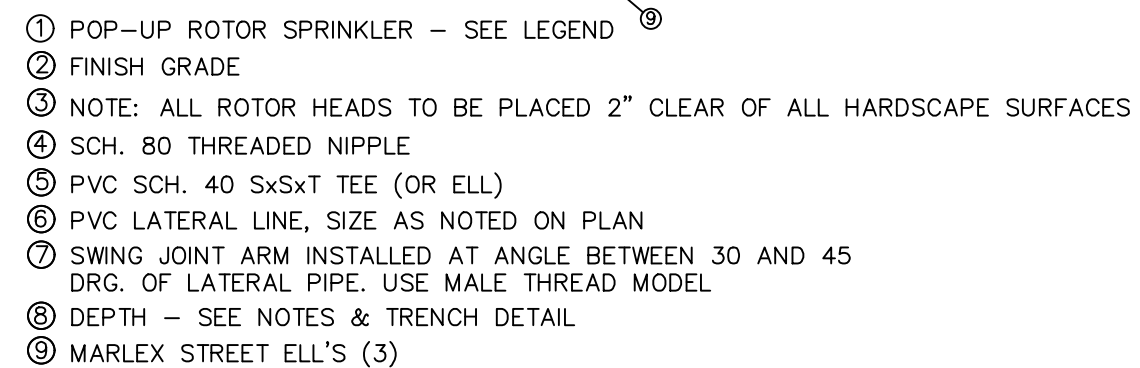 ⑨
① POP-UP ROTOR SPRINKLER - SEE LEGEND
② FINISH GRADE
③ NOTE: ALL ROTOR HEADS TO BE PLACED 2" CLEAR OF ALL HARDSCAPE SURFACES
④ SCH. 80 THREADED NIPPLE
⑤ PVC SCH. 40 SxSxT TEE (OR ELL)
⑥ PVC LATERAL LINE, SIZE AS NOTED ON PLAN
⑦ SWING JOINT ARM INSTALLED AT ANGLE BETWEEN 30 AND 45
DRG. OF LATERAL PIPE. USE MALE THREAD MODEL
⑧ DEPTH - SEE NOTES & TRENCH DETAIL
⑨ MARLEX STREET ELL'S (3)